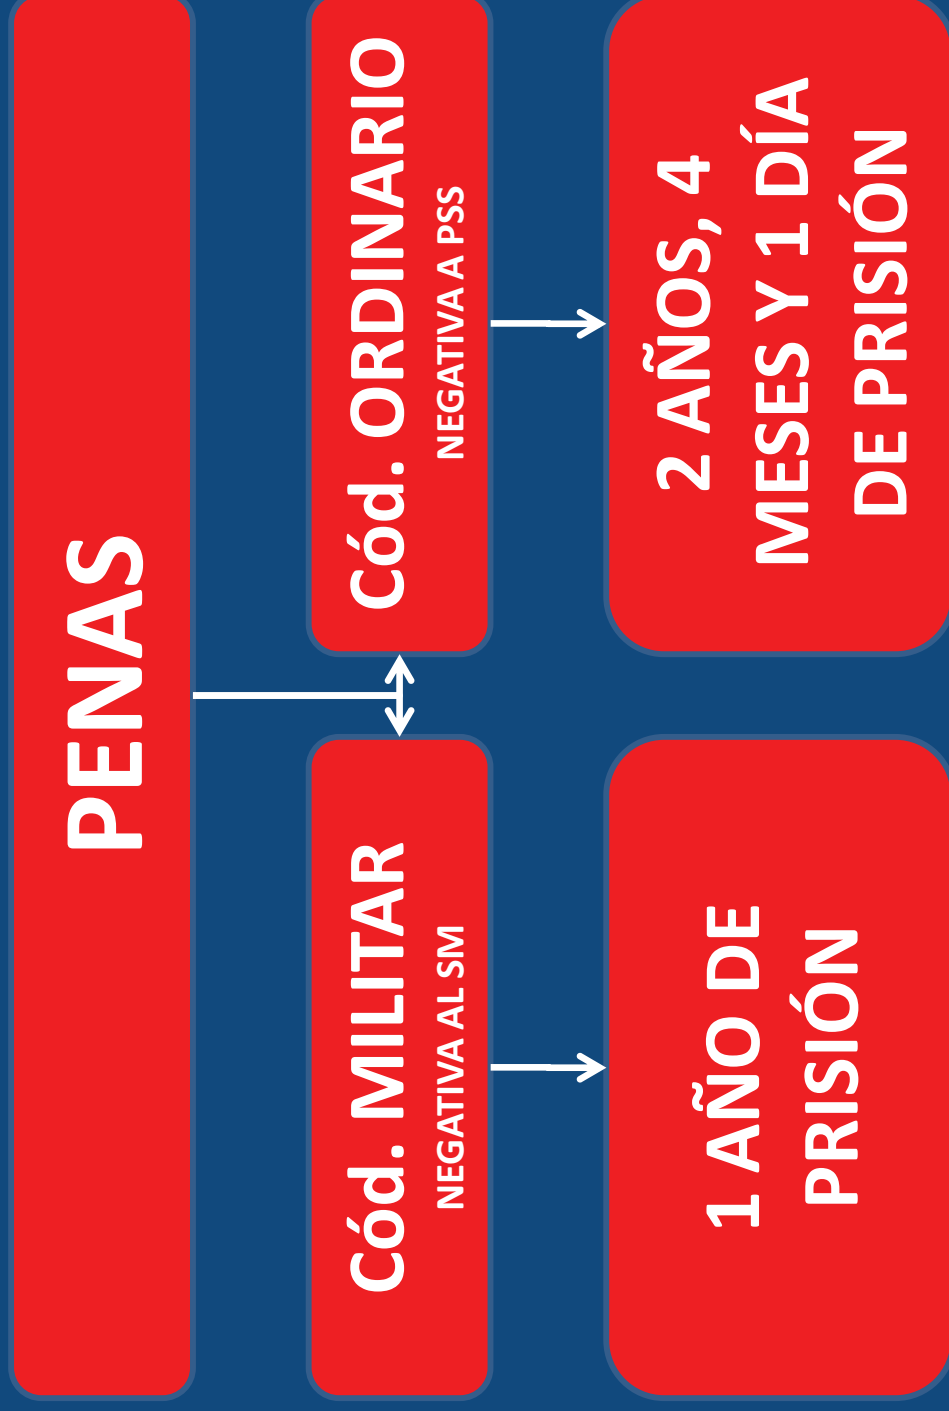 PENAS
Cód. MILITAR
NEGATIVA AL SM
1 AÑO DE
PRISIÓN
Cód. ORDINARIO
NEGATIVA A PSS
2 AÑOS, 4
MESES Y 1 DÍA
DE PRISIÓN